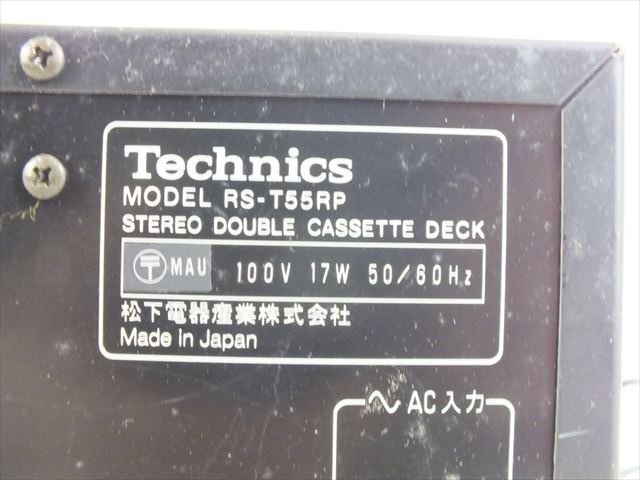 Technics
MODEL RS-T55RP
STEREO DOUBLE CASSETTE DECK
〒 MAU 100V 17W 50/60Hz
松下電器産業株式会社
Made in Japan
AC入力